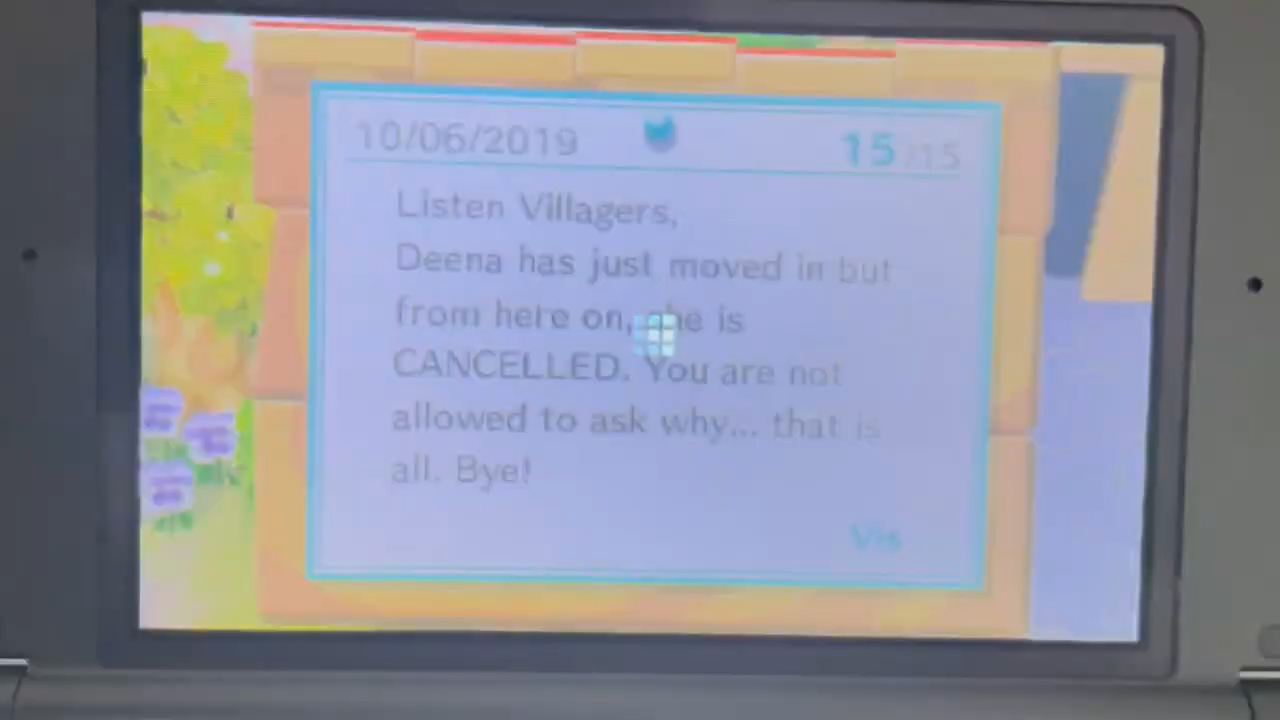 10/06/2019 15/15
Listen Villagers,
Deena has just moved in but
from here on, she is
CANCELLED. You are not
allowed to ask why... that is
all. Bye!
Vis